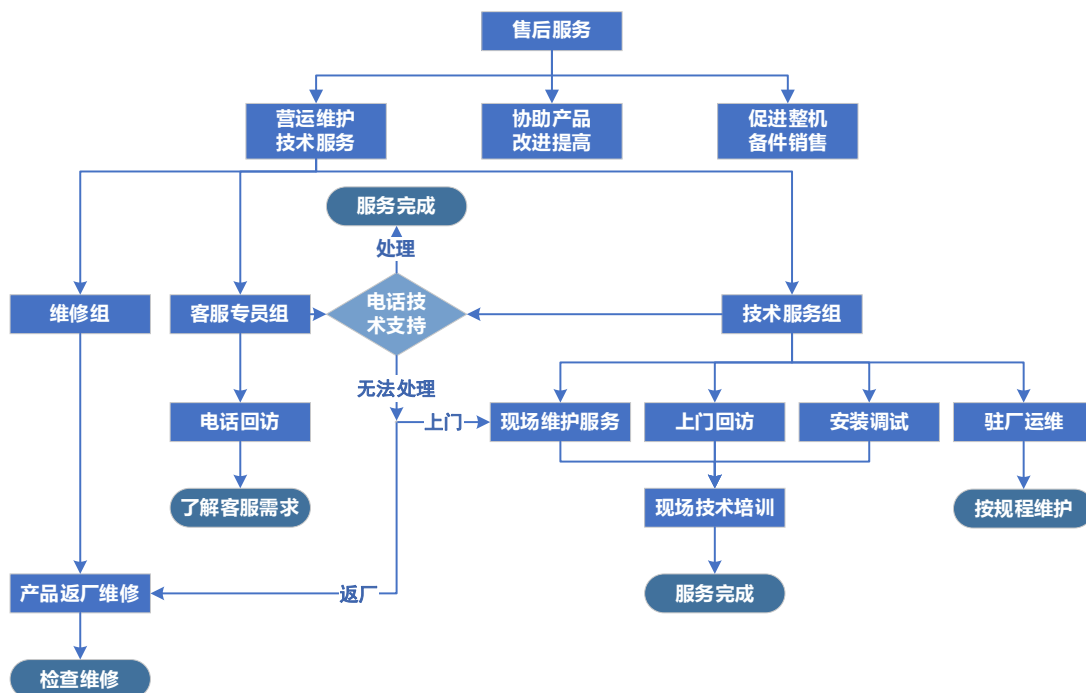 售后服务
营运维护
技术服务
协助产品
改进提高
促进整机
备件销售
服务完成
处理
维修组
客服专员组
电话技
术支持
技术服务组
无法处理
电话回访
上门
现场维护服务
上门回访
安装调试
驻厂运维
了解客服需求
现场技术培训
按规程维护
产品返厂维修
返厂
服务完成
检查维修